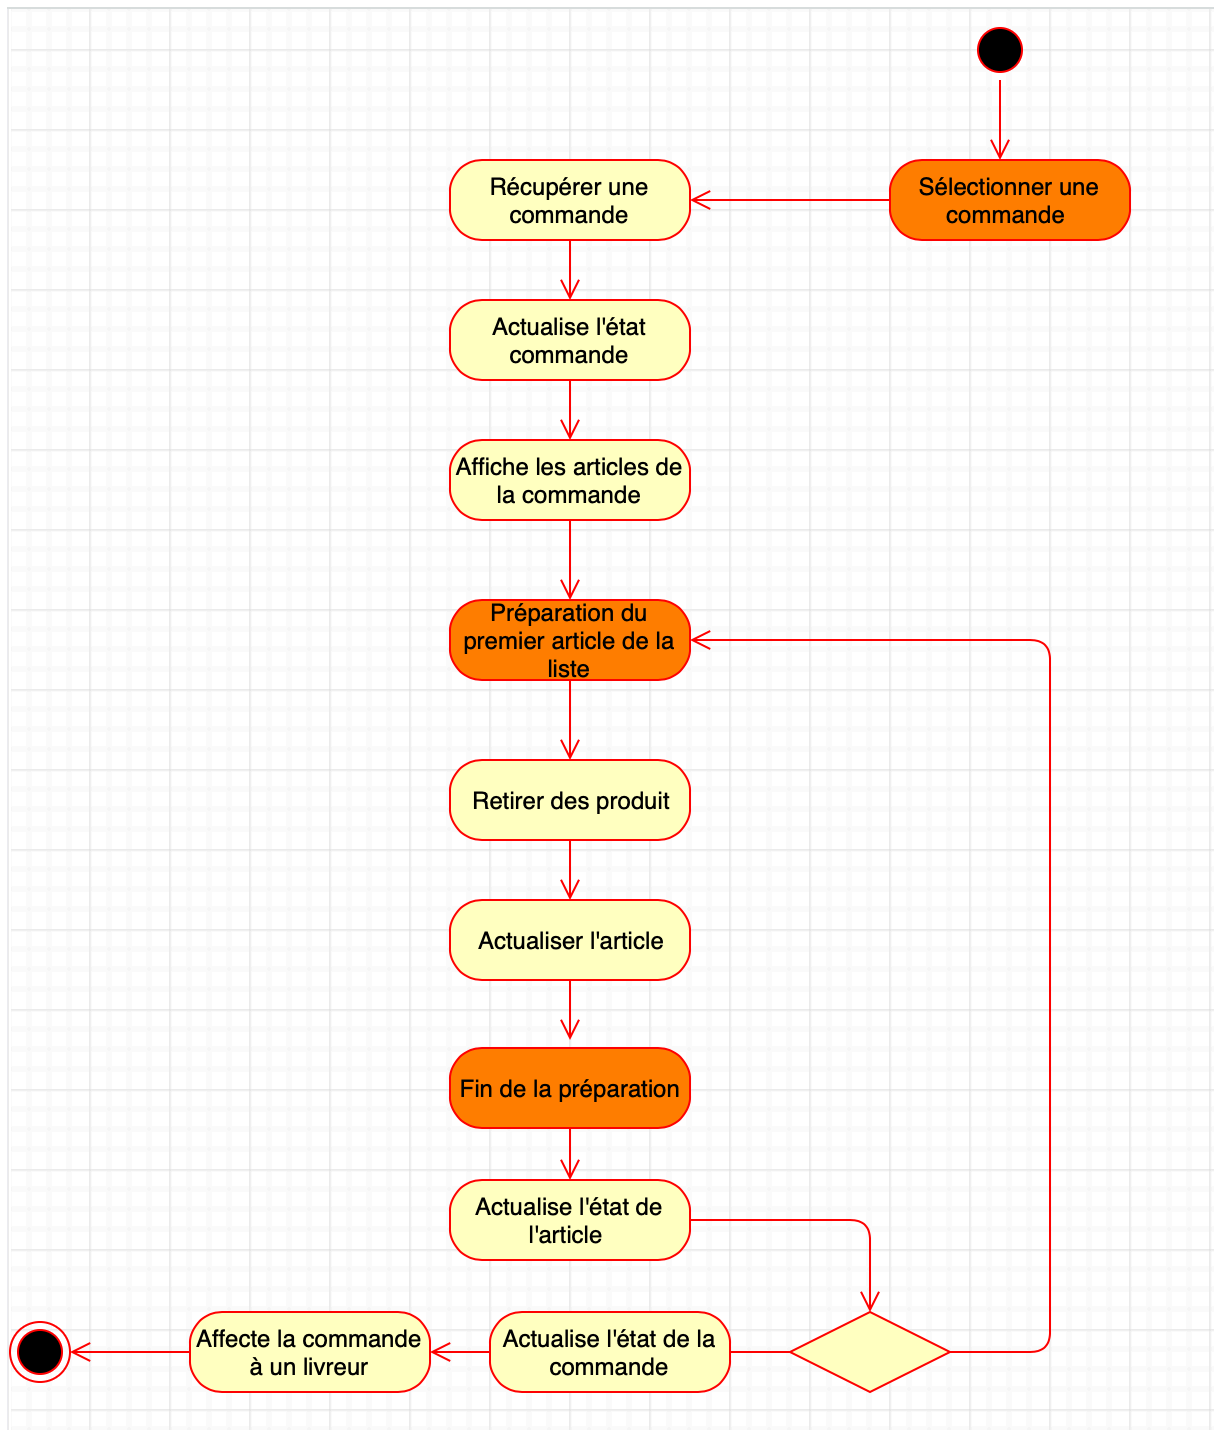 Récupérer une
commande
Sélectionner une
commande
Actualise l'état
commande
Affiche les articles de
la commande
Préparation du
premier article de la
liste
Retirer des produit
Actualiser l'article
Fin de la préparation
Actualise l'état de
l'article
Affecte la commande
à un livreur
Actualise l'état de la
commande